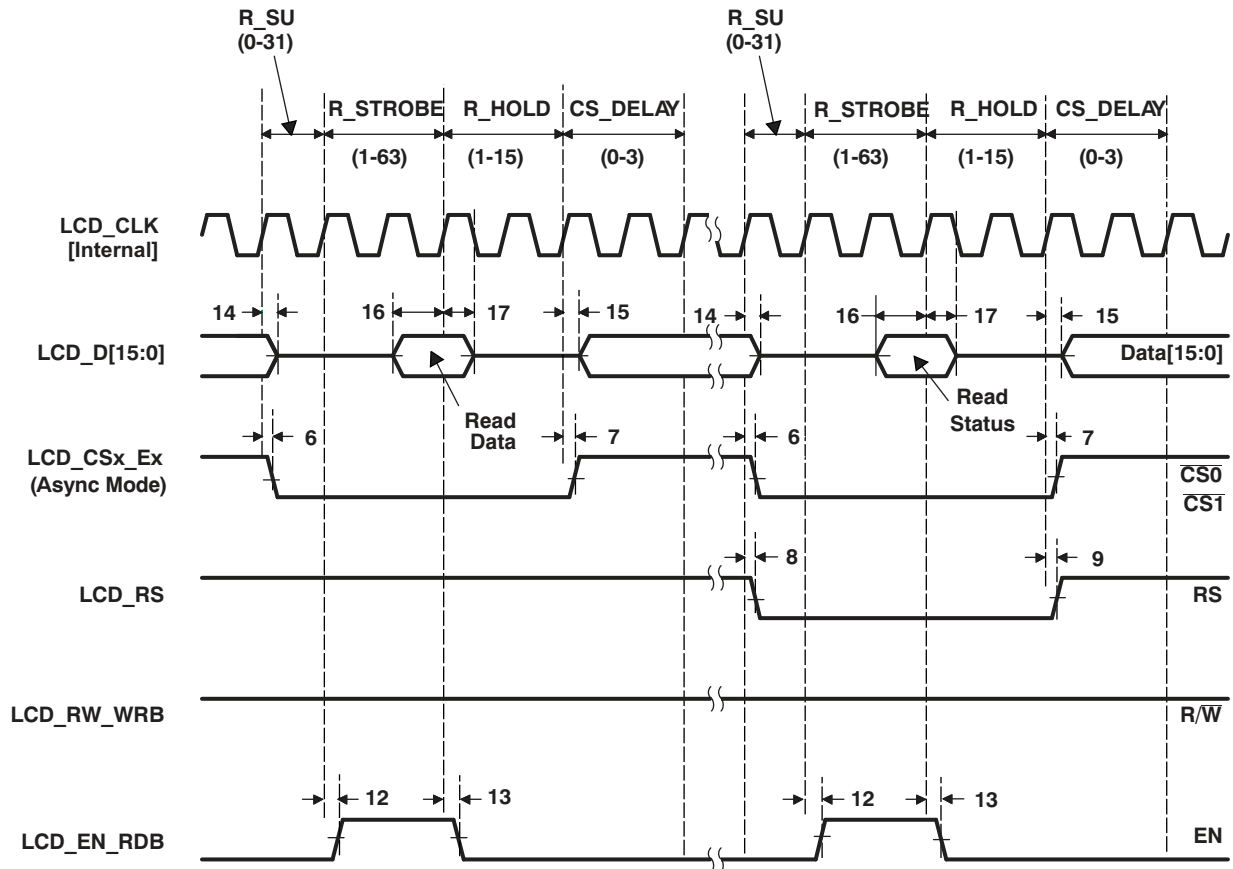 R_SU
(0-31)
R_SU
(0-31)
R_STROBE R_HOLD CS_DELAY
R_STROBE R_HOLD CS_DELAY
(1-63) (1-15) (0-3)
(1-63) (1-15) (0-3)
LCD_CLK
[Internal]
14 16 17 15
14 16 17 15
LCD_D[15:0]
Data[15:0]
Read
Data
Read
Status
6 7
6 7
LCD_CSx_Ex
(Async Mode)
CS0
CS1
8 9
LCD_RS
RS
LCD_RW_WRB
R/W
12 13
12 13
LCD_EN_RDB
EN